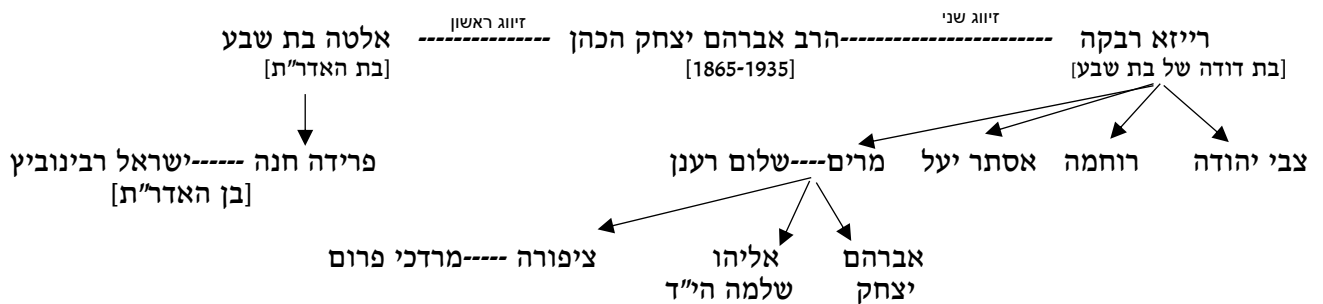 זיווג שני
זיווג ראשון
רייזא רבקה ------------------------הרב אברהם יצחק הכהן ------------- אלטה בת שבע
[בת דודה של בת שבע] [1865-1935] [בת האדר"ת]
צבי יהודה רוחמה אסתר יעל מרים----שלום רענן פרידה חנה ------ישראל רבינוביץ
[בן האדר"ת]
אברהם אליהו ציפורה -----מרדכי פרום
יצחק שלמה הי"ד